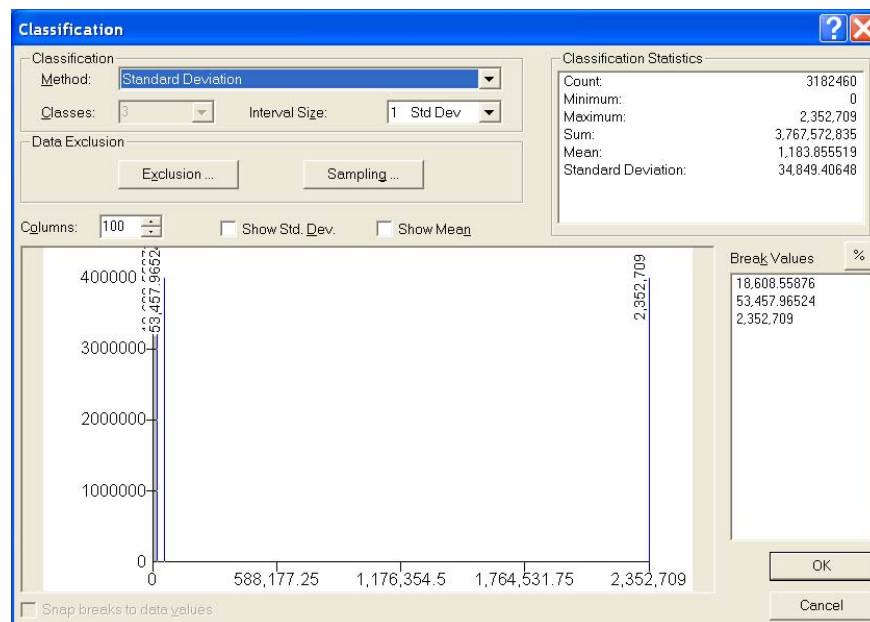 Classification
Classification
Method: Standard Deviation
Classes: 3 Interval Size: 1 Std Dev
Data Exclusion
Exclusion ...
Sampling ...
Classification Statistics
Count: 3182460
Minimum: 0
Maximum: 2,352,709
Sum: 3,767,572,835
Mean: 1,183.855519
Standard Deviation: 34,849.40648
Columns: 100
Show Std. Dev.
Show Mean
53,457.96524
2,352,709
400000
3000000
2000000
1000000
0
0 588,177.25 1,176,354.5 1,764,531.75 2,352,709
Break Values %
18,608.55876
53,457.96524
2,352,709
OK
Cancel
Snap breaks to data values